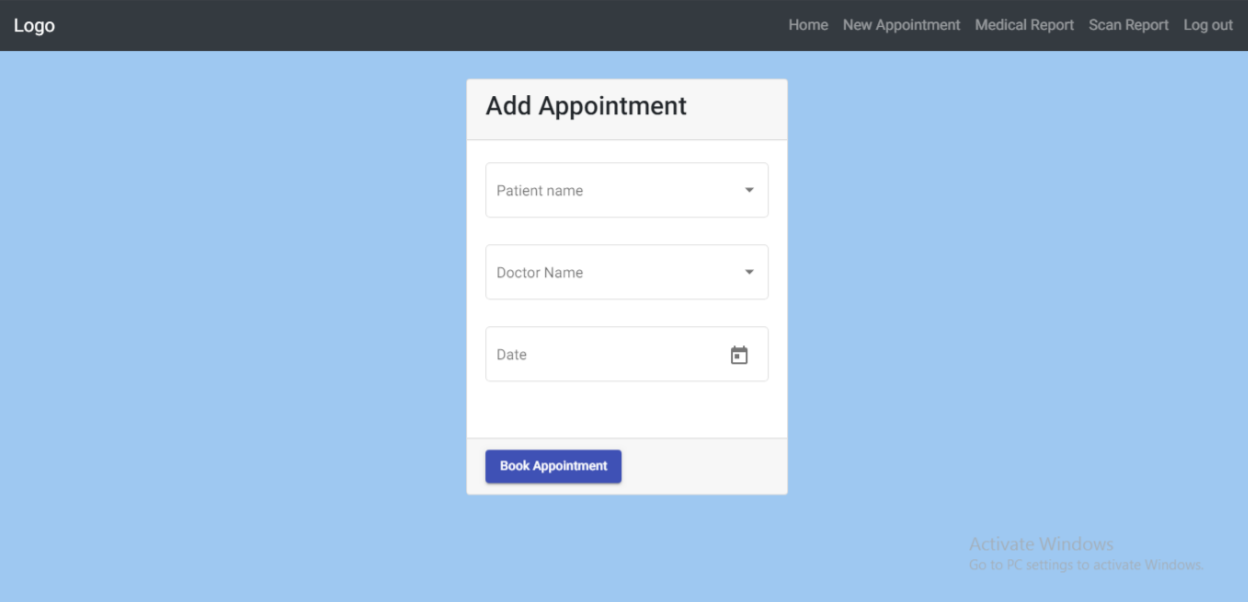 Logo
Home New Appointment Medical Report Scan Report Log out
Add Appointment
Patient name
Doctor Name
Date
Book Appointment
Activate Windows
Go to PC settings to activate Windows.